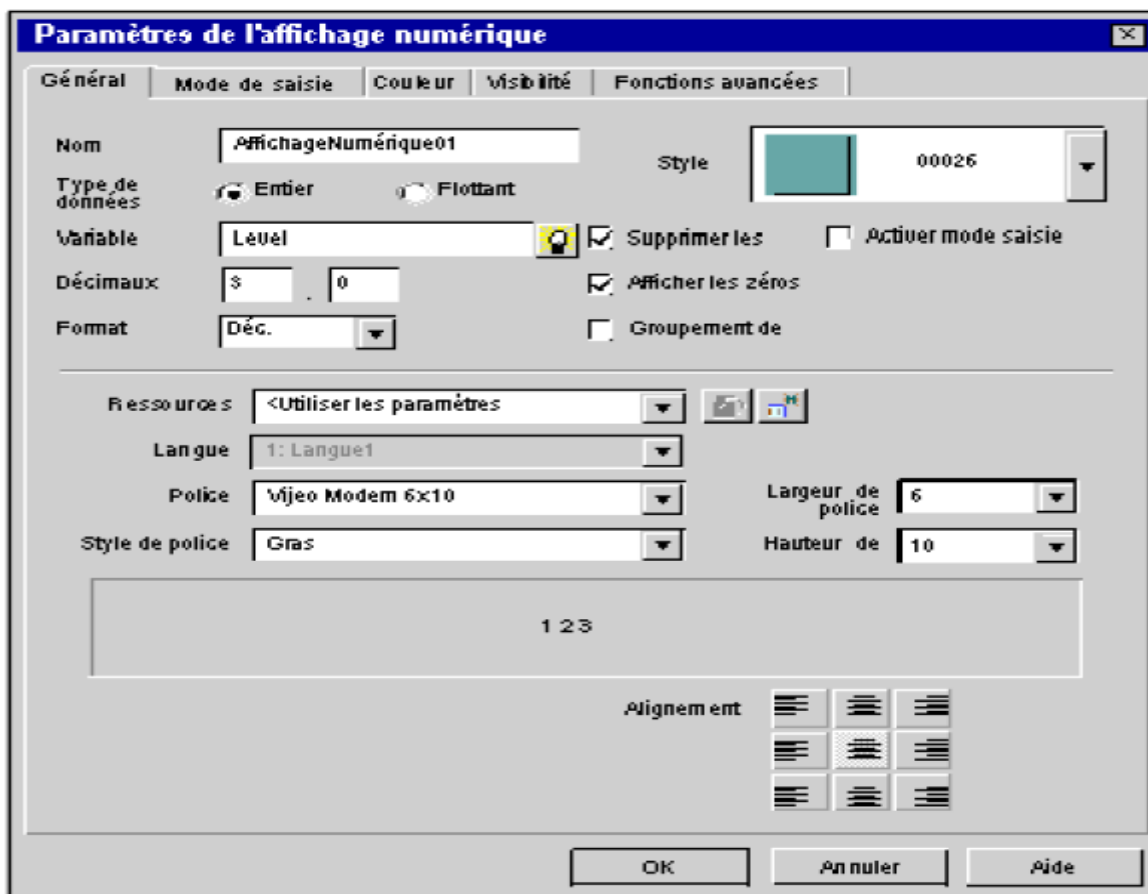 Paramètres de l'affichage numérique
Général Mode de saisie Couleur Visibilité Fonctions avancées
Nom AffichageNumérique01 Style 00026
Type de données Entier Flottant
Variable Level Supprimer les Activer mode saisie
Décimaux 3 . 0 Afficher les zéros
Format Déc. Groupement de
Ressources <Utiliser les paramètres
Langue 1: Langue1
Police Vijeo Modem 6x10 Largeur de police 6
Style de police Gras Hauteur de 10
123
Alignement
OK Annuler Aide